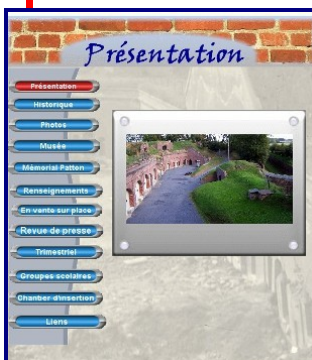 Présentation
Présentation
Historique
Photos
Musée
Mémorial Patton
Renseignements
En vante sur place
Revue de presse
Trimestriel
Groupes scolaires
Chanber d'insertion
Liens